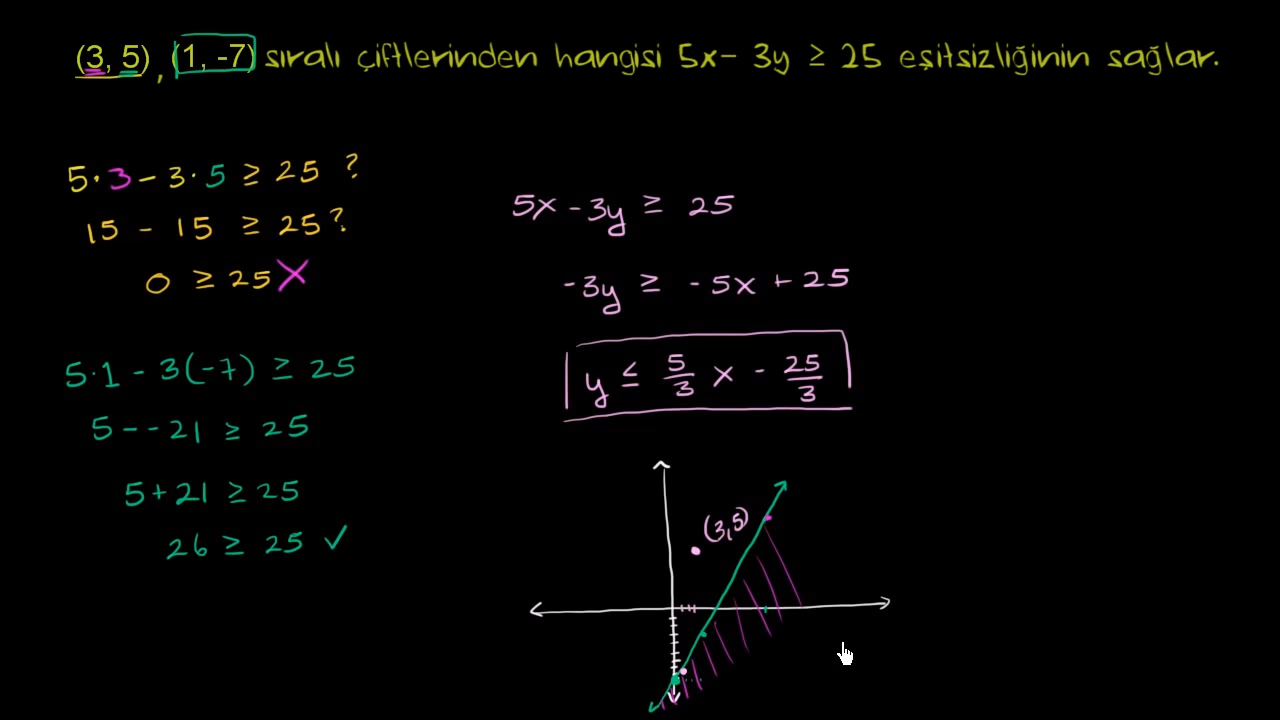 (3, 5), (1, -7) sıralı çiftlerinden hangisi 5x - 3y ≥ 25 eşitsizliğinin sağlar.
5·3 - 3·5 ≥ 25 ?
15 - 15 ≥ 25?
0 ≥ 25 X
5·1 - 3(-7) ≥ 25
5 - -21 ≥ 25
5 + 21 ≥ 25
26 ≥ 25 ✓
5x - 3y ≥ 25
-3y ≥ -5x + 25
y ≤ 5/3 x - 25/3
(3,5)